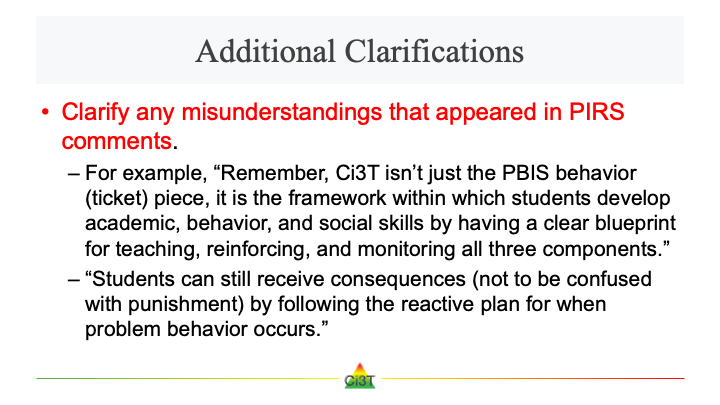 Additional Clarifications
• Clarify any misunderstandings that appeared in PIRS
comments.
– For example, “Remember, Ci3T isn’t just the PBIS behavior
(ticket) piece, it is the framework within which students develop
academic, behavior, and social skills by having a clear blueprint
for teaching, reinforcing, and monitoring all three components.”
– “Students can still receive consequences (not to be confused
with punishment) by following the reactive plan for when
problem behavior occurs.”
Ci3T